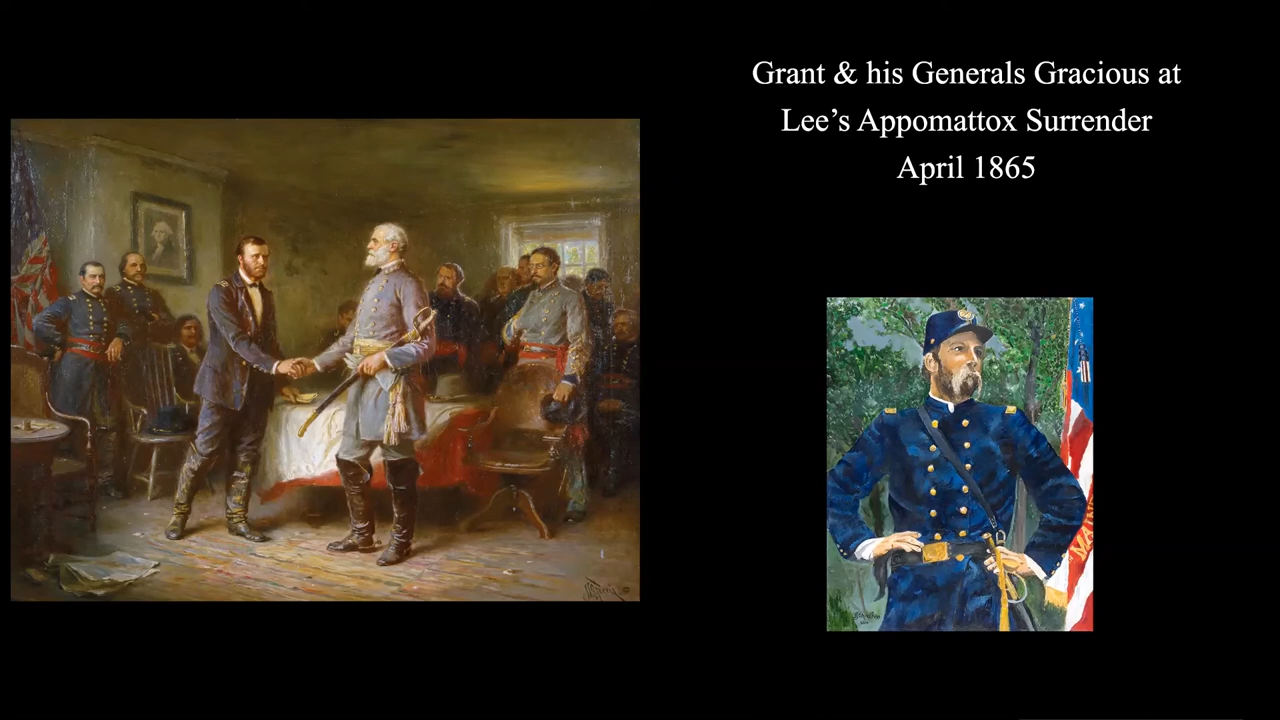 Grant & his Generals Gracious at
Lee’s Appomattox Surrender
April 1865